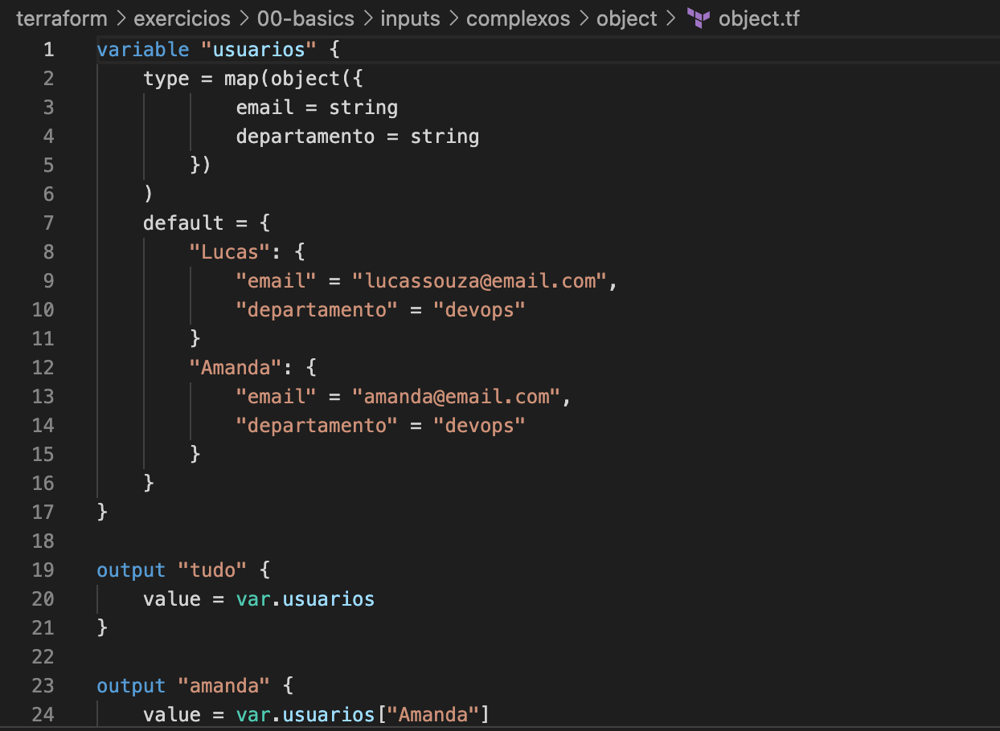 terraform > exercicios > 00-basics > inputs > complexos > object > object.tf
1 variable "usuarios" {
2     type = map(object({
3             email = string
4             departamento = string
5         })
6     )
7     default = {
8         "Lucas": {
9             "email" = "lucassouza@email.com",
10             "departamento" = "devops"
11         }
12         "Amanda": {
13             "email" = "amanda@email.com",
14             "departamento" = "devops"
15         }
16     }
17 }
18
19 output "tudo" {
20     value = var.usuarios
21 }
22
23 output "amanda" {
24     value = var.usuarios["Amanda"]